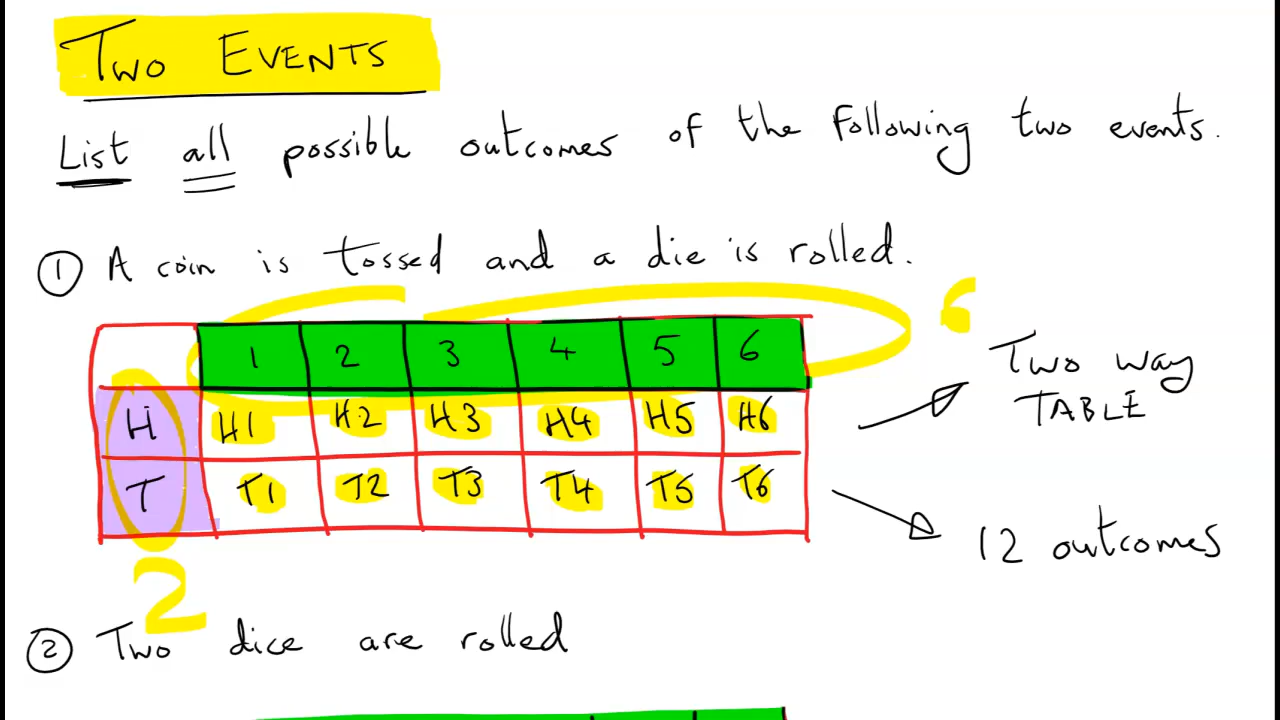 Two Events
List all possible outcomes of the following two events.
① A coin is tossed and a die is rolled.
6
1 2 3 4 5 6
H H1 H2 H3 H4 H5 H6
T T1 T2 T3 T4 T5 T6
Two way
TABLE
12 outcomes
2
② Two dice are rolled